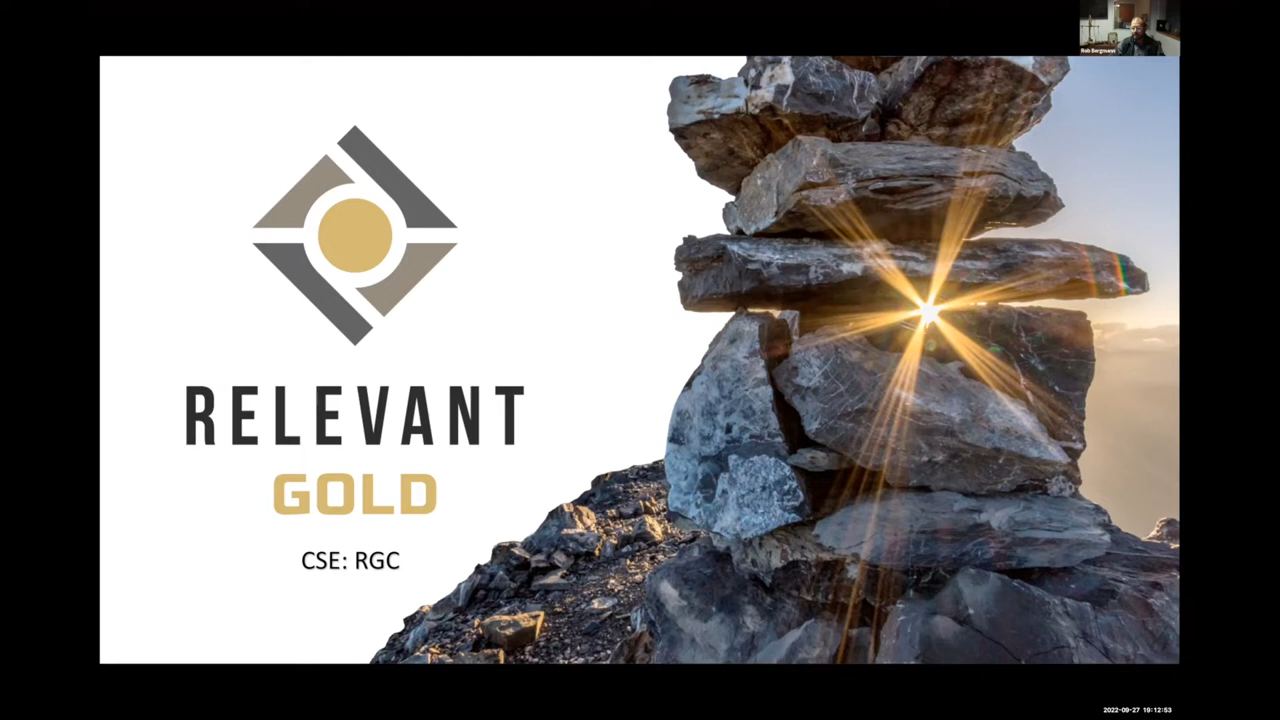 Rob Bergmann
RELEVANT
GOLD
CSE: RGC
2022-09-27 19:12:53